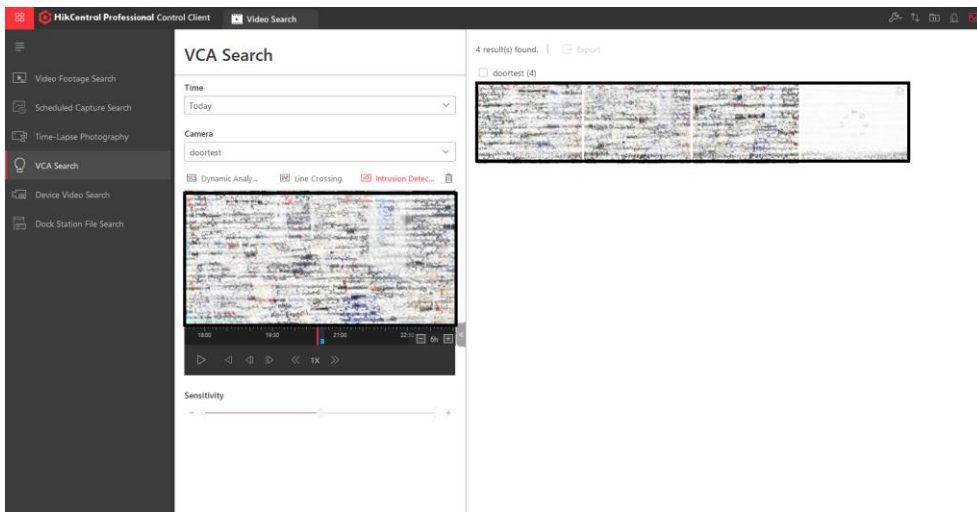 HikCentral Professional Control Client
Video Search
Video Footage Search
Scheduled Capture Search
Time-Lapse Photography
VCA Search
Device Video Search
Dock Station File Search
VCA Search
Time
Today
Camera
doortest
Dynamic Analy...
Line Crossing
Intrusion Detec...
18:00
19:30
21:00
6h
1X
Sensitivity
4 result(s) found.
Export
doortest (4)